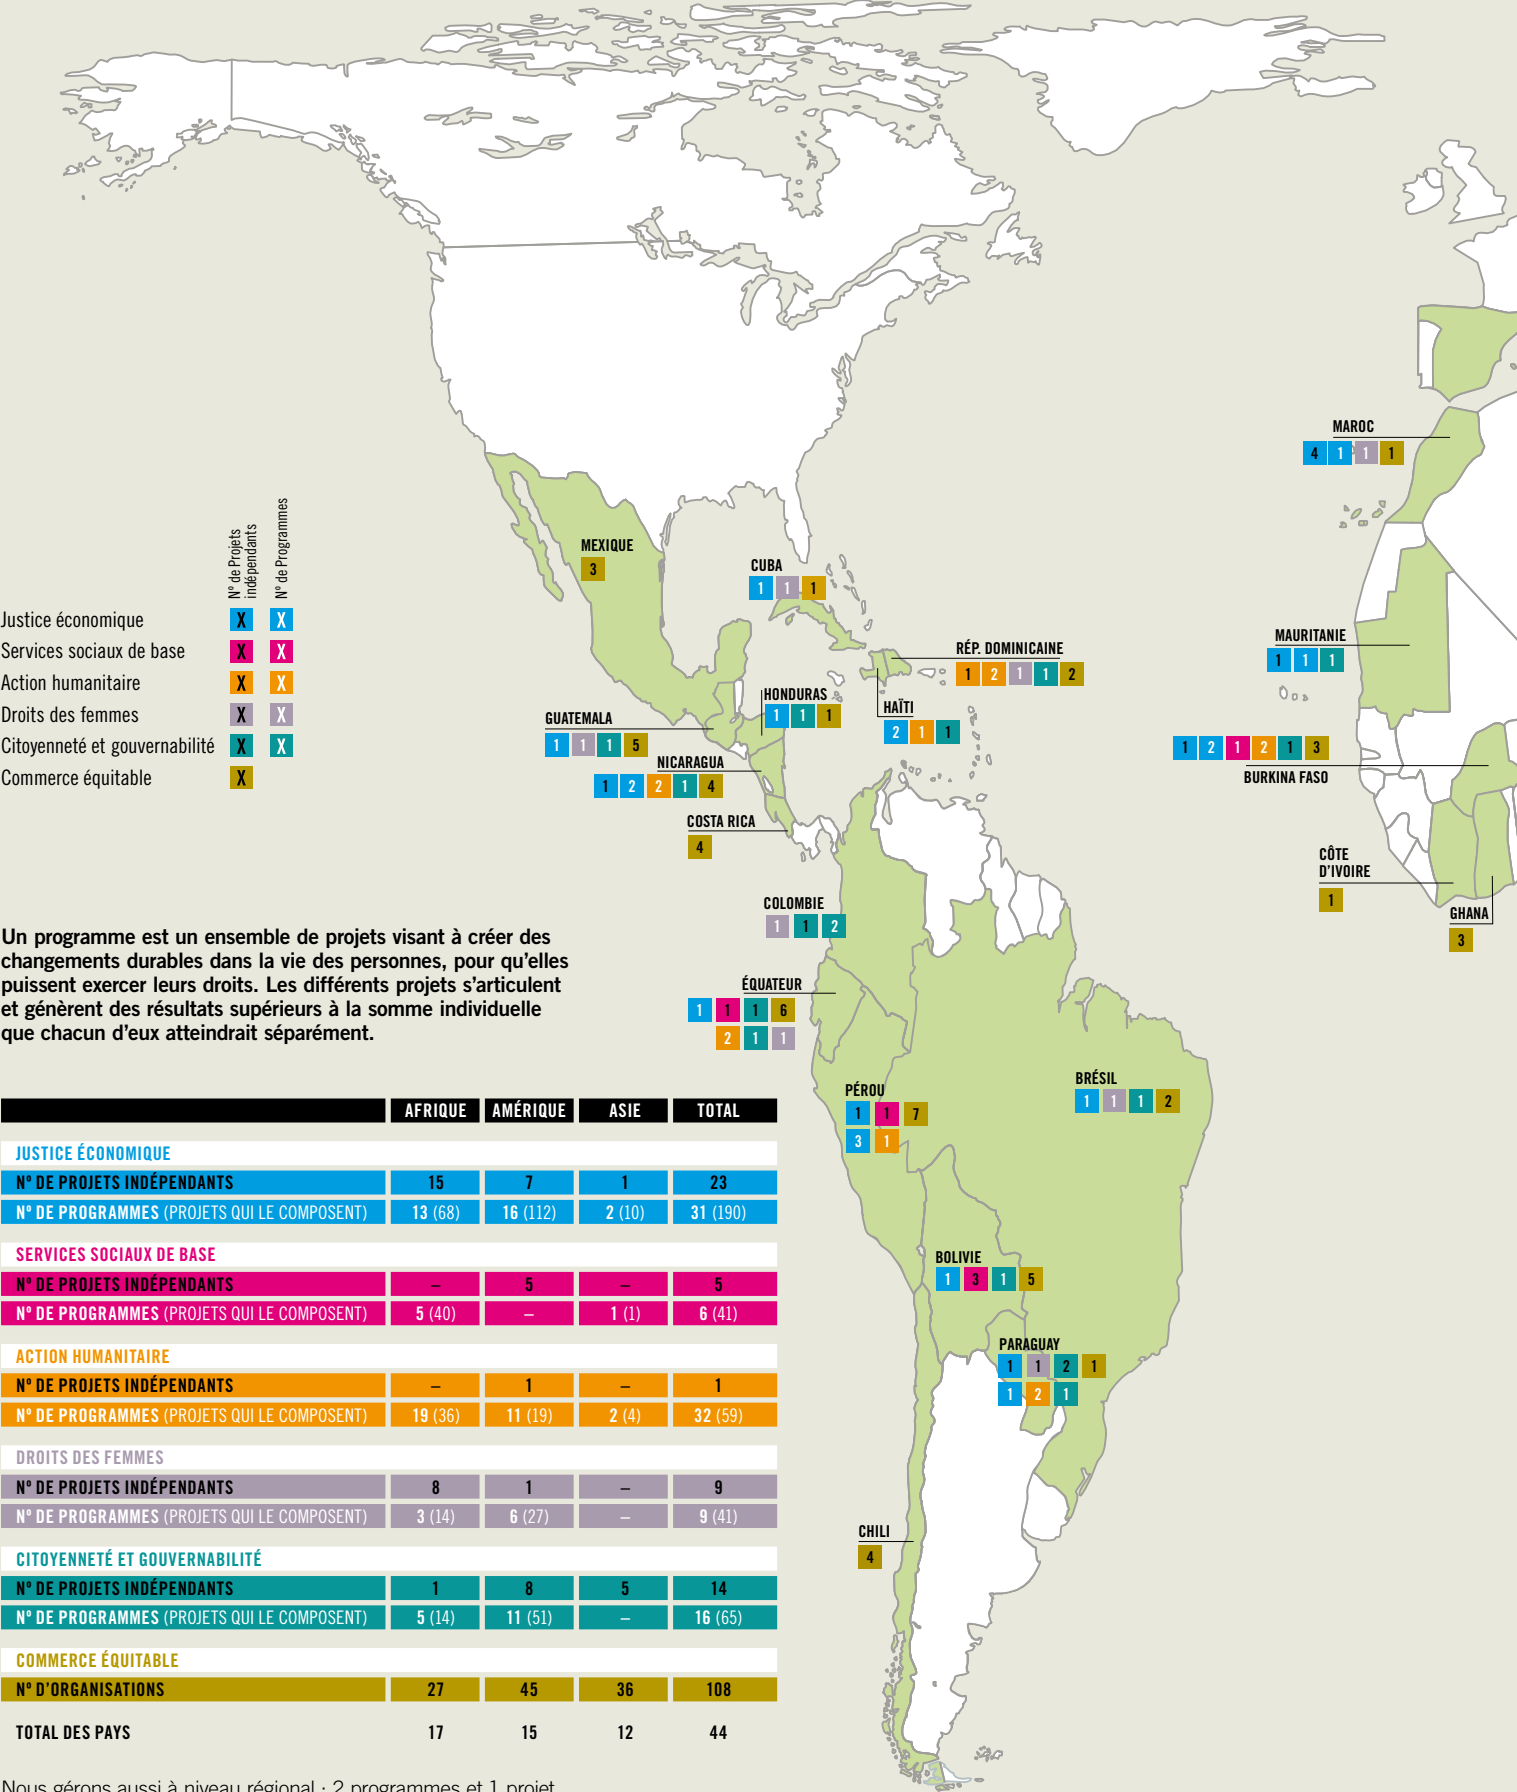 MAROC
4 1 1 1
MEXIQUE
3
CUBA
1 1 1
Nº de Projets
indépendants
Nº de Programmes
Justice économique X X
Services sociaux de base X X
Action humanitaire X X
Droits des femmes X X
Citoyenneté et gouvernabilité X X
Commerce équitable X
RÉP. DOMINICAINE
1 2 1 1 2
MAURITANIE
1 1 1
HONDURAS
1 1 1
HAÏTI
2 1 1
GUATEMALA
1 1 1 5
NICARAGUA
1 2 2 1 4
1 2 1 2 1 3
BURKINA FASO
COSTA RICA
4
CÔTE
D'IVOIRE
1
GHANA
3
COLOMBIE
1 1 2
Un programme est un ensemble de projets visant à créer des
changements durables dans la vie des personnes, pour qu'elles
puissent exercer leurs droits. Les différents projets s'articulent
et génèrent des résultats supérieurs à la somme individuelle
que chacun d'eux atteindrait séparément.
ÉQUATEUR
1 1 1 6
2 1 1
PÉROU
1 1 7
3 1
BRÉSIL
1 1 1 2
BOLIVIE
1 3 1 5
PARAGUAY
1 1 2 1
1 2 1
CHILI
4
AFRIQUE AMÉRIQUE ASIE TOTAL
JUSTICE ÉCONOMIQUE
Nº DE PROJETS INDÉPENDANTS 15 7 1 23
Nº DE PROGRAMMES (PROJETS QUI LE COMPOSENT) 13 (68) 16 (112) 2 (10) 31 (190)
SERVICES SOCIAUX DE BASE
Nº DE PROJETS INDÉPENDANTS – 5 – 5
Nº DE PROGRAMMES (PROJETS QUI LE COMPOSENT) 5 (40) – 1 (1) 6 (41)
ACTION HUMANITAIRE
Nº DE PROJETS INDÉPENDANTS – 1 – 1
Nº DE PROGRAMMES (PROJETS QUI LE COMPOSENT) 19 (36) 11 (19) 2 (4) 32 (59)
DROITS DES FEMMES
Nº DE PROJETS INDÉPENDANTS 8 1 – 9
Nº DE PROGRAMMES (PROJETS QUI LE COMPOSENT) 3 (14) 6 (27) – 9 (41)
CITOYENNETÉ ET GOUVERNABILITÉ
Nº DE PROJETS INDÉPENDANTS 1 8 5 14
Nº DE PROGRAMMES (PROJETS QUI LE COMPOSENT) 5 (14) 11 (51) – 16 (65)
COMMERCE ÉQUITABLE
Nº D'ORGANISATIONS 27 45 36 108
TOTAL DES PAYS 17 15 12 44
Nous gérons aussi à niveau régional : 2 programmes et 1 projet